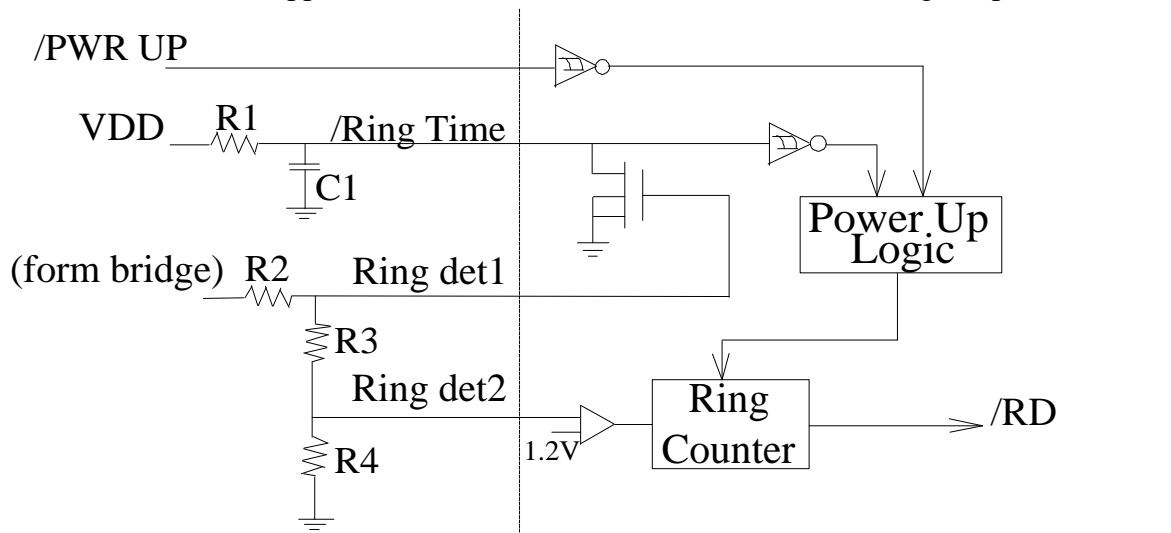 /PWR UP
VDD
R1
/Ring Time
C1
Power Up
Logic
(form bridge)
R2
Ring det1
R3
Ring det2
Ring
Counter
/RD
1.2V
R4